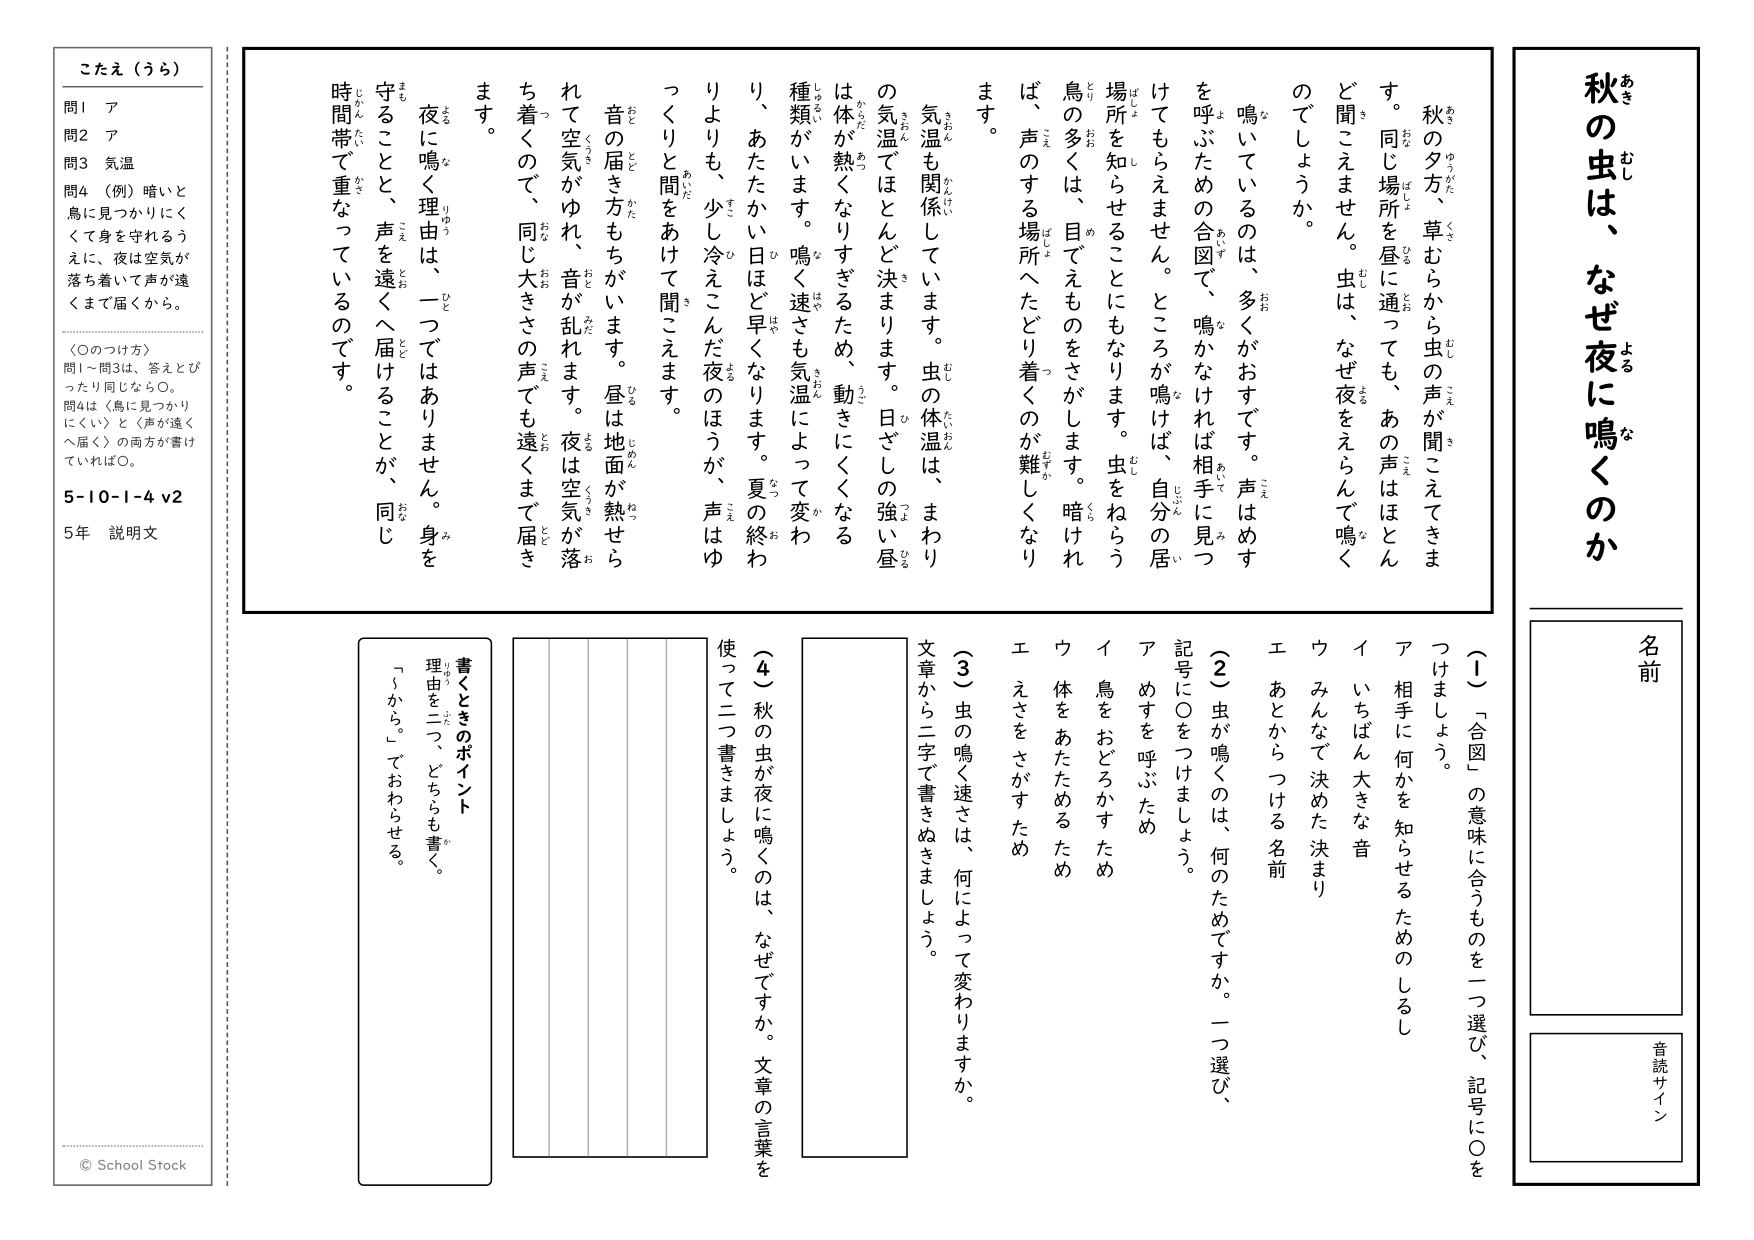 秋の虫は、なぜ夜に鳴くのか
名前
音読サイン
秋の夕方、草むらから虫の声が聞こえてきま
す。同じ場所を昼に通っても、あの声はほとん
ど聞こえません。虫は、なぜ夜をえらんで鳴く
のでしょうか。
鳴いているのは、多くがおすです。声はめす
を呼ぶための合図で、鳴かなければ相手に見つ
けてもらえません。ところが鳴けば、自分の居
場所を知らせることにもなります。虫をねらう
鳥の多くは、目でえものをさがします。暗けれ
ば、声のする場所へたどり着くのが難しくなり
ます。
気温も関係しています。虫の体温は、まわり
の気温でほとんど決まります。日ざしの強い昼
は体が熱くなりすぎるため、動きにくくなる
種類がいます。鳴く速さも気温によって変わ
り、あたたかい日ほど早くなります。夏の終わ
りよりも、少し冷えこんだ夜のほうが、声はゆ
っくりと間をあけて聞こえます。
音の届き方もちがいます。昼は地面が熱せら
れて空気がゆれ、音が乱れます。夜は空気が落
ち着くので、同じ大きさの声でも遠くまで届き
ます。
夜に鳴く理由は、一つではありません。身を
守ることと、声を遠くへ届けることが、同じ
時間帯で重なっているのです。
(1)「合図」の意味に合うものを一つ選び、記号に〇を
つけましょう。
ア 相手に 何かを 知らせる ための しるし
イ いちばん 大きな 音
ウ みんなで 決めた 決まり
エ あとから つける 名前
(2)虫が鳴くのは、何のためですか。一つ選び、
記号に〇をつけましょう。
ア めすを 呼ぶ ため
イ 鳥を おどろかす ため
ウ 体を あたためる ため
エ えさを さがす ため
(3)虫の鳴く速さは、何によって変わりますか。
文章から二字で書きぬきましょう。
(4)秋の虫が夜に鳴くのは、なぜですか。文章の言葉を
使って二つ書きましょう。
書くときのポイント
理由を二つ、どちらも書く。
「〜から。」でおわらせる。
こたえ(うら)
問1 ア
問2 ア
問3 気温
問4 (例)暗いと
鳥に見つかりにく
くて身を守れるう
えに、夜は空気が
落ち着いて声が遠
くまで届くから。
〈〇のつけ方〉
問1〜問3は、答えとぴ
ったり同じなら〇。
問4は〈鳥に見つかり
にくい〉と〈声が遠く
へ届く〉の両方が書け
ていれば〇。
5-10-1-4 v2
5年 説明文
© School Stock